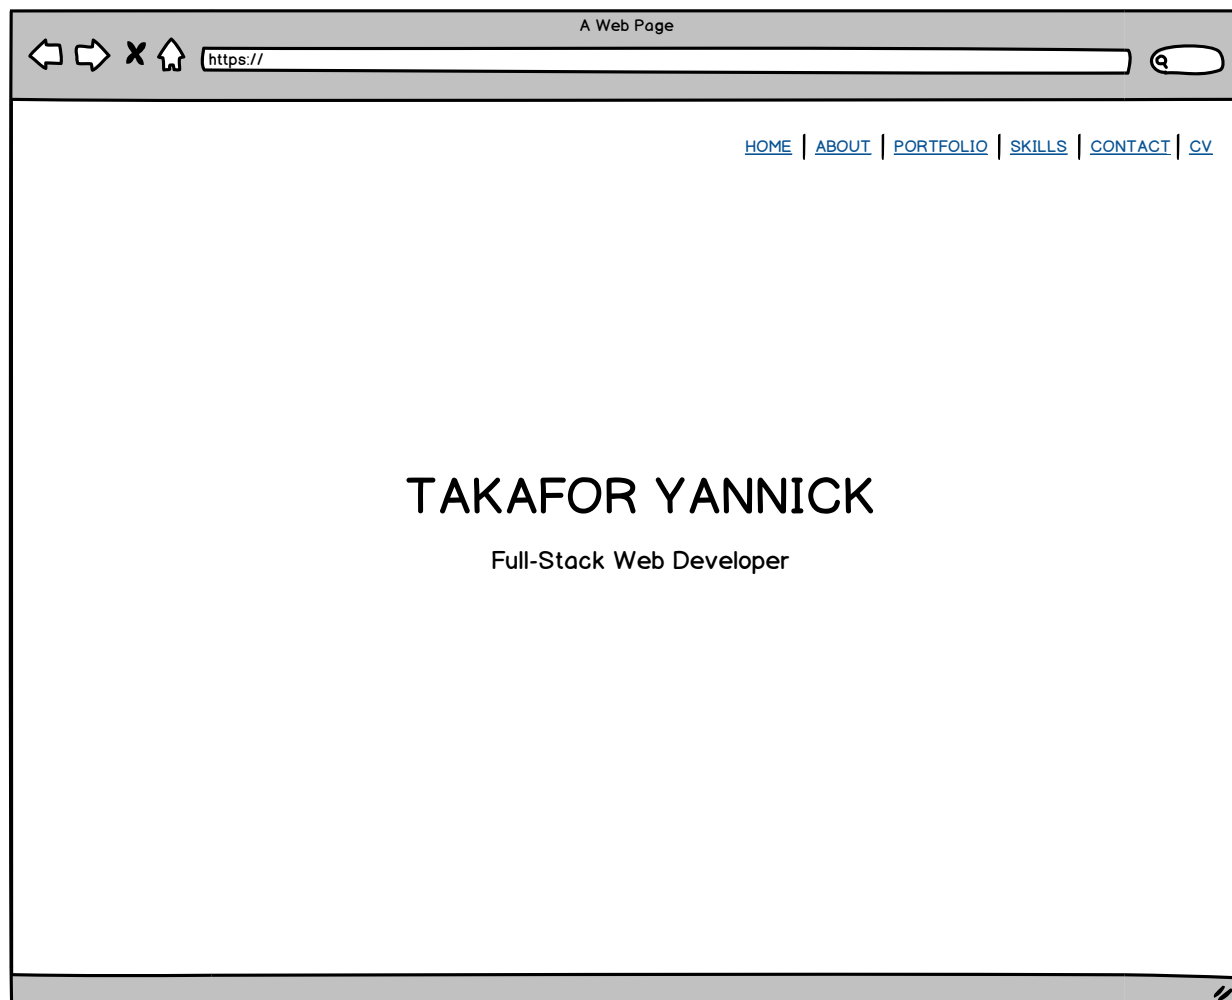 A Web Page
https://
HOME | ABOUT | PORTFOLIO | SKILLS | CONTACT | CV
TAKAFOR YANNICK
Full-Stack Web Developer